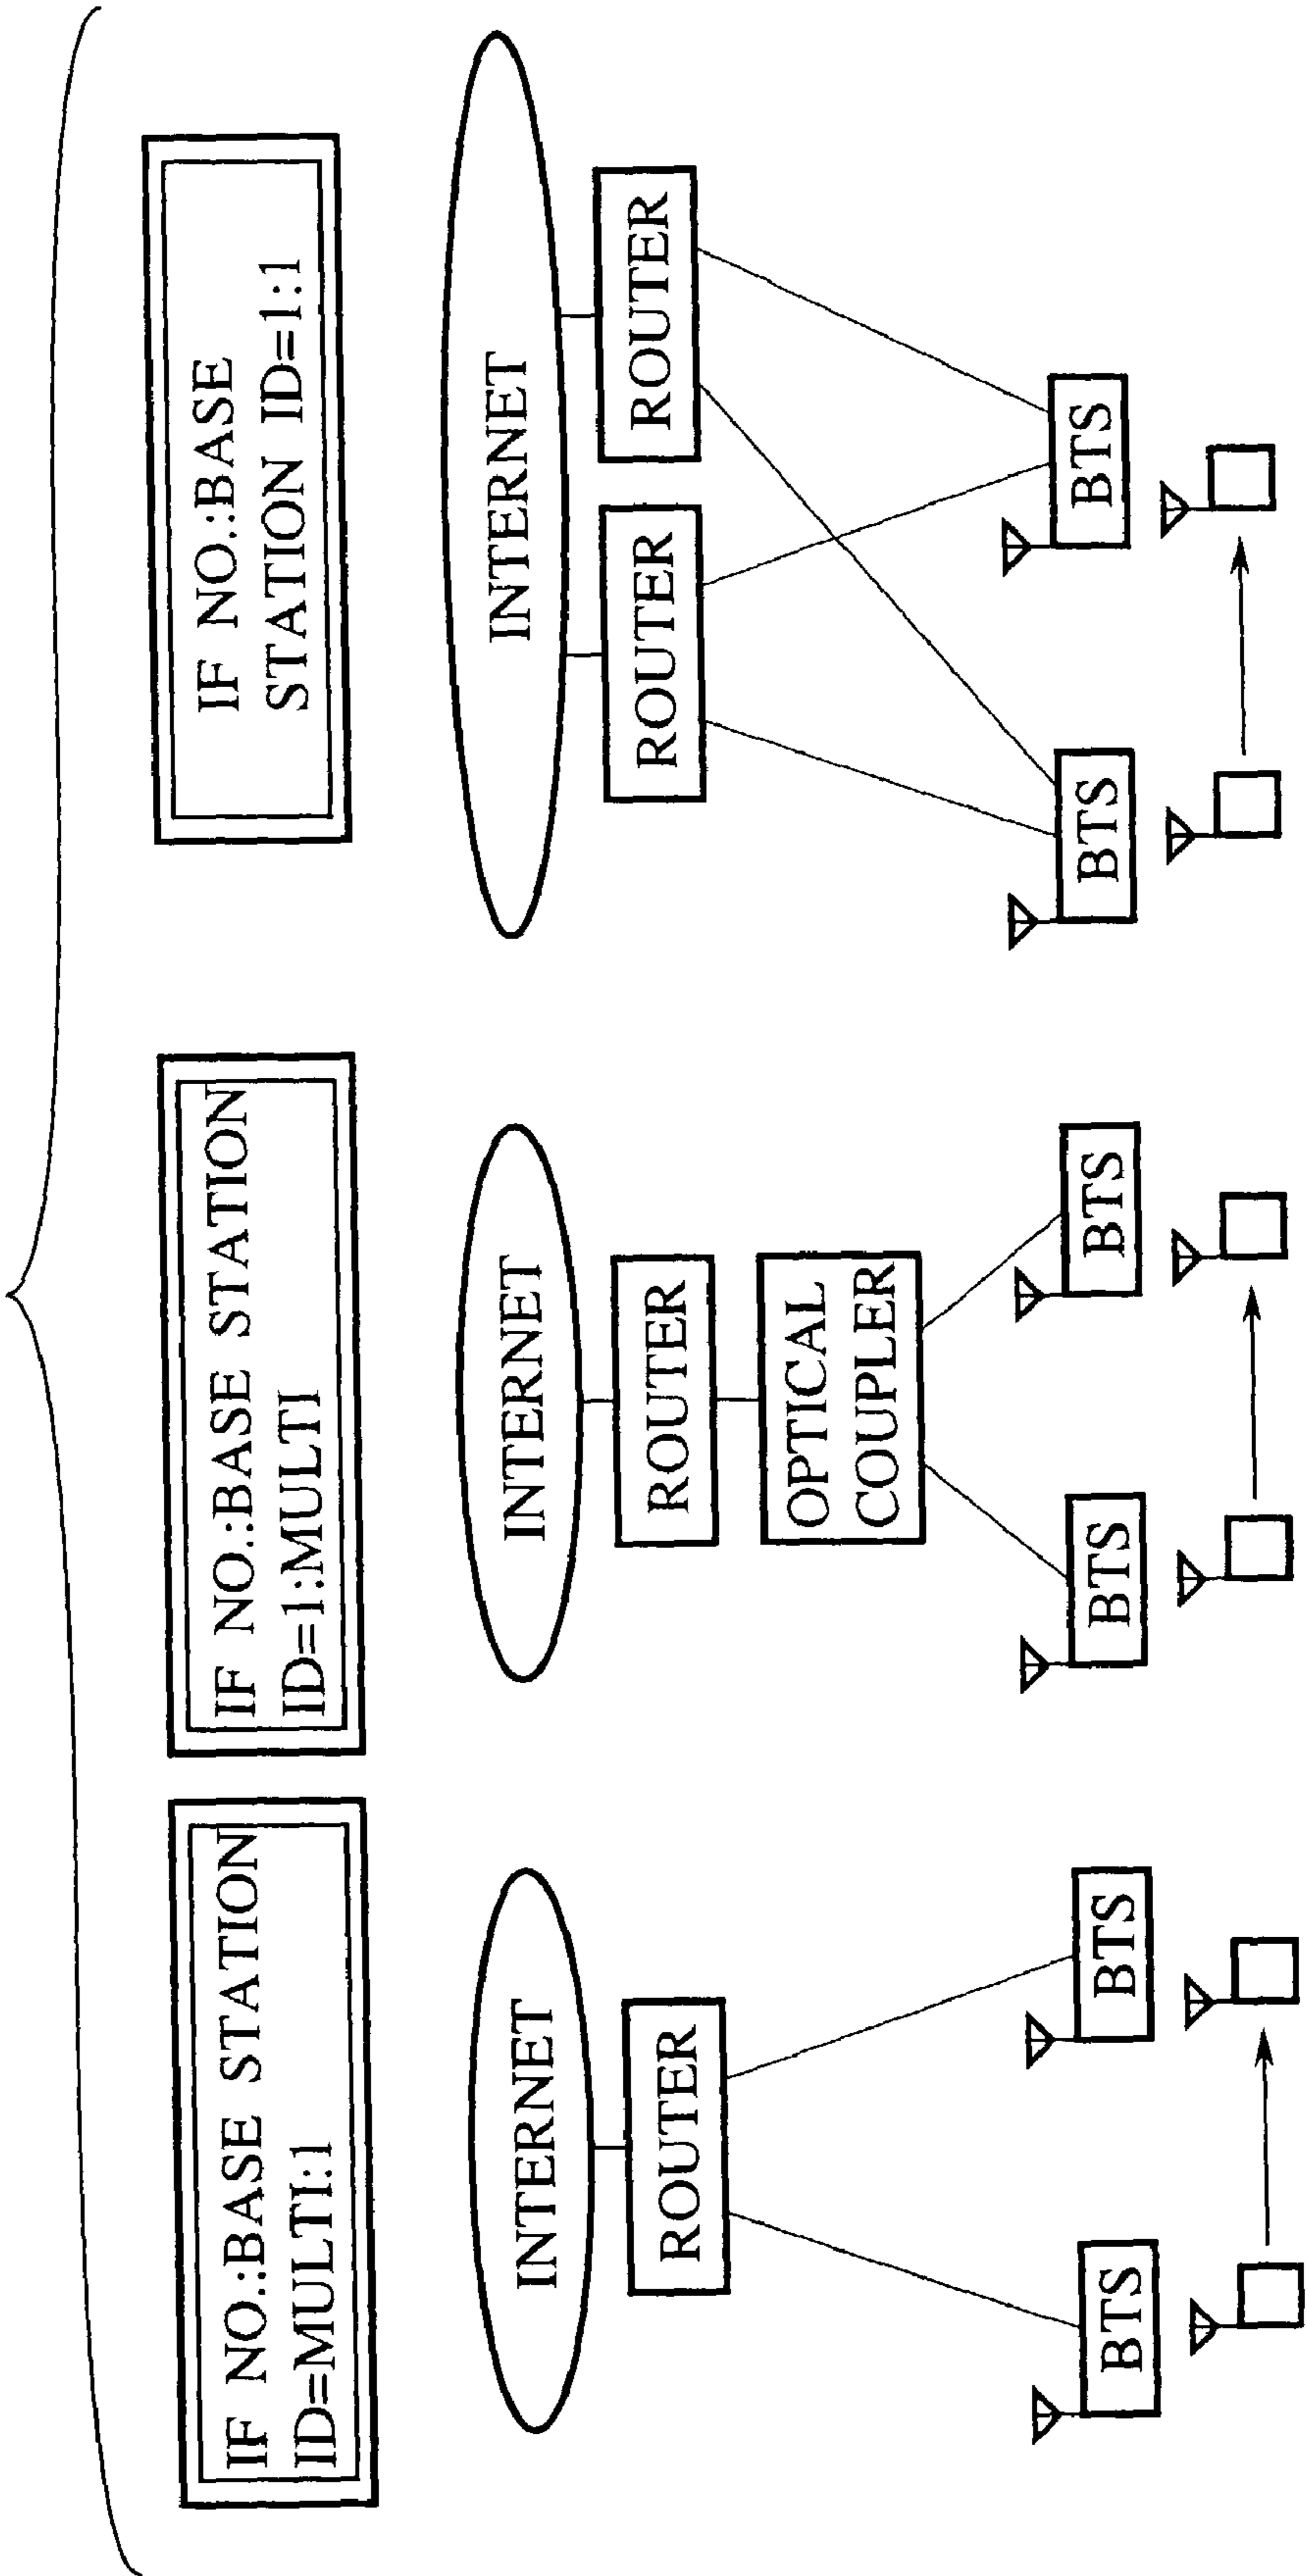 IF NO.:BASE STATION
ID=MULTI:1
INTERNET
ROUTER
BTS
BTS
IF NO.:BASE STATION
ID=1:MULTI
INTERNET
ROUTER
OPTICAL
COUPLER
BTS
BTS
IF NO.:BASE
STATION ID=1:1
INTERNET
ROUTER
ROUTER
BTS
BTS